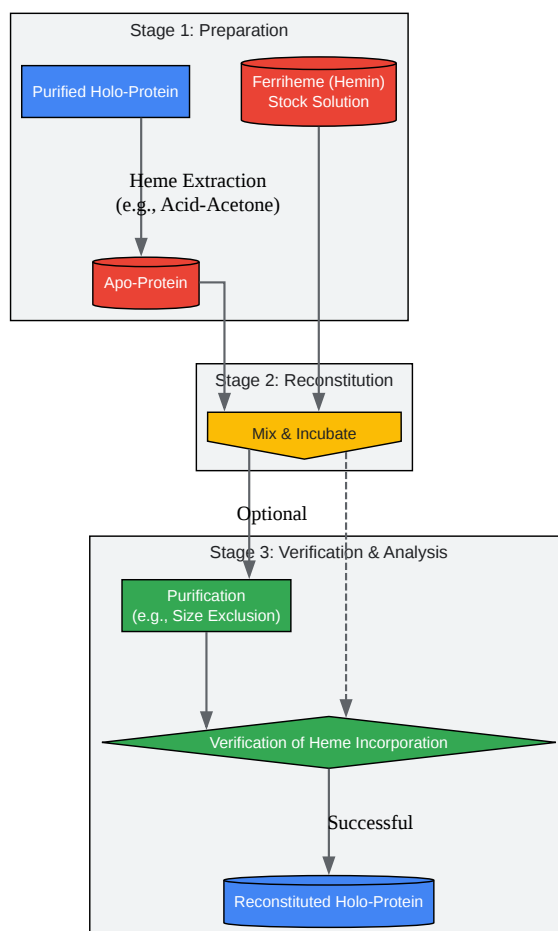 Stage 1: Preparation
Purified Holo-Protein
Ferriheme (Hemin)
Stock Solution
Heme Extraction
(e.g., Acid-Acetone)
Apo-Protein
Stage 2: Reconstitution
Mix & Incubate
Optional
Stage 3: Verification & Analysis
Purification
(e.g., Size Exclusion)
Verification of Heme Incorporation
Successful
Reconstituted Holo-Protein